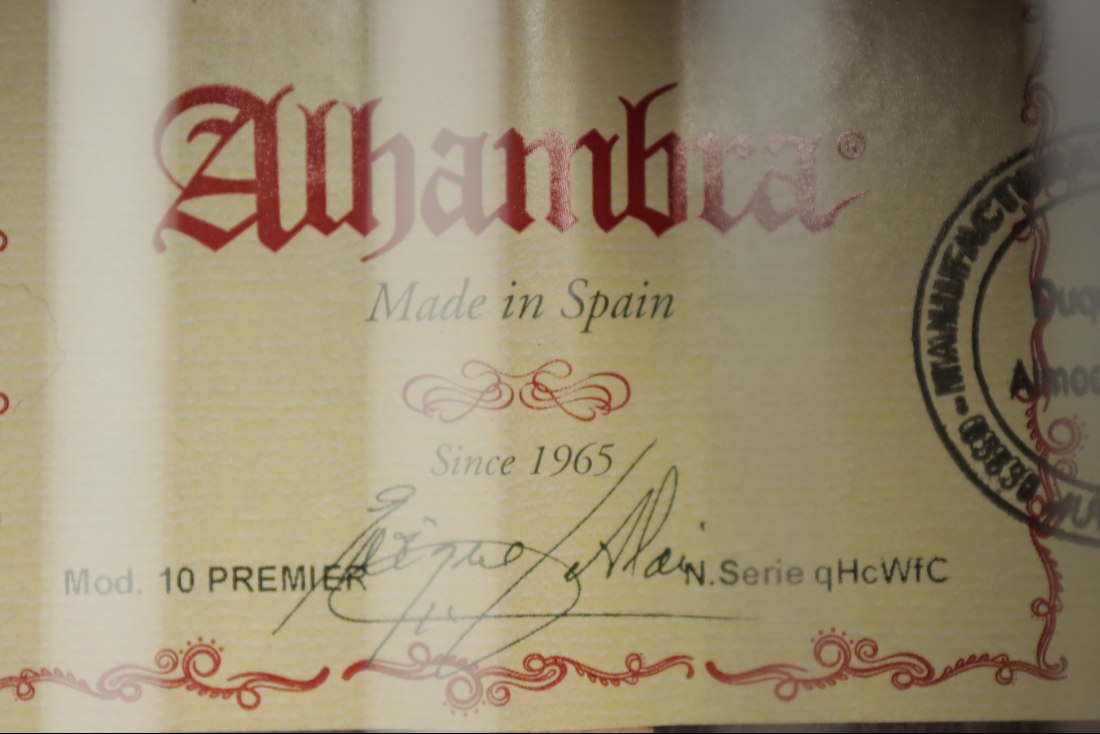 Alhambra®
Made in Spain
Since 1965
Mod. 10 PREMIER
N.Serie qHcWfC